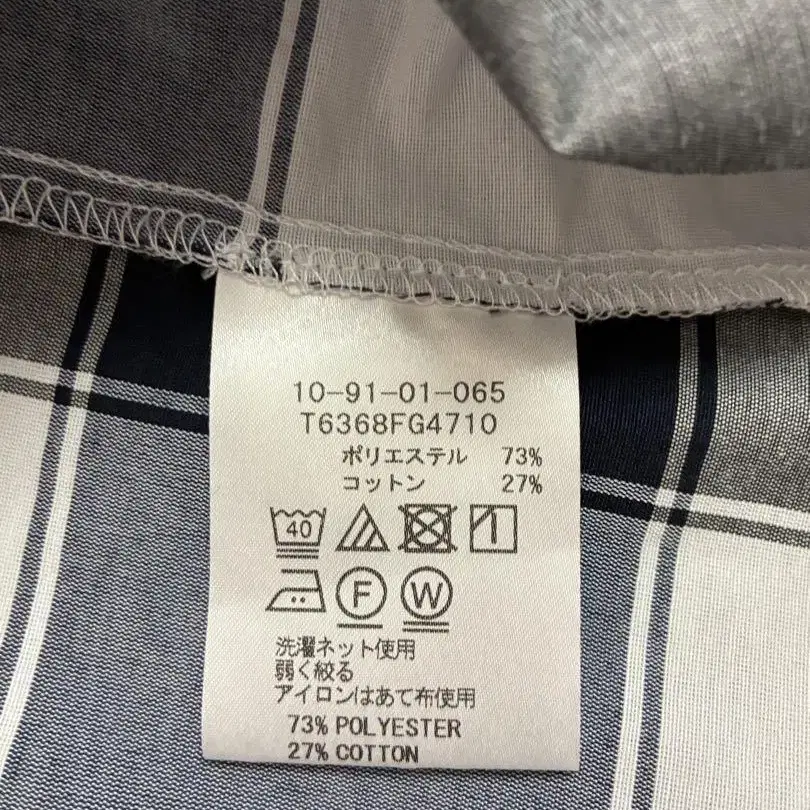 10-91-01-065
T6368FG4710
ポリエステル 73%
コットン 27%
40
F W
洗濯ネット使用
弱く絞る
アイロンはあて布使用
73% POLYESTER
27% COTTON